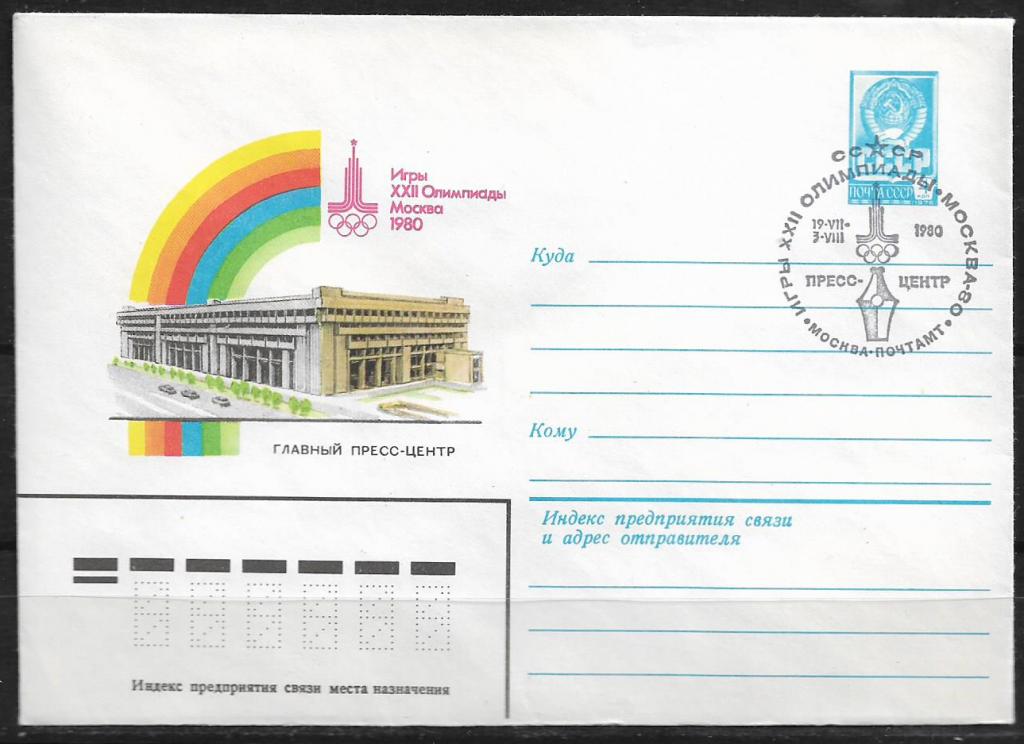 Игры
XXII Олимпиады
Москва
1980
ГЛАВНЫЙ ПРЕСС-ЦЕНТР
ПОЧТА СССР
СССР
ИГРЫ XXII ОЛИМПИАДЫ•МОСКВА-80
19•VII•
3•VIII
1980
ПРЕСС-ЦЕНТР
•МОСКВА•ПОЧТАМТ•
Куда
Кому
Индекс предприятия связи
и адрес отправителя
Индекс предприятия связи места назначения